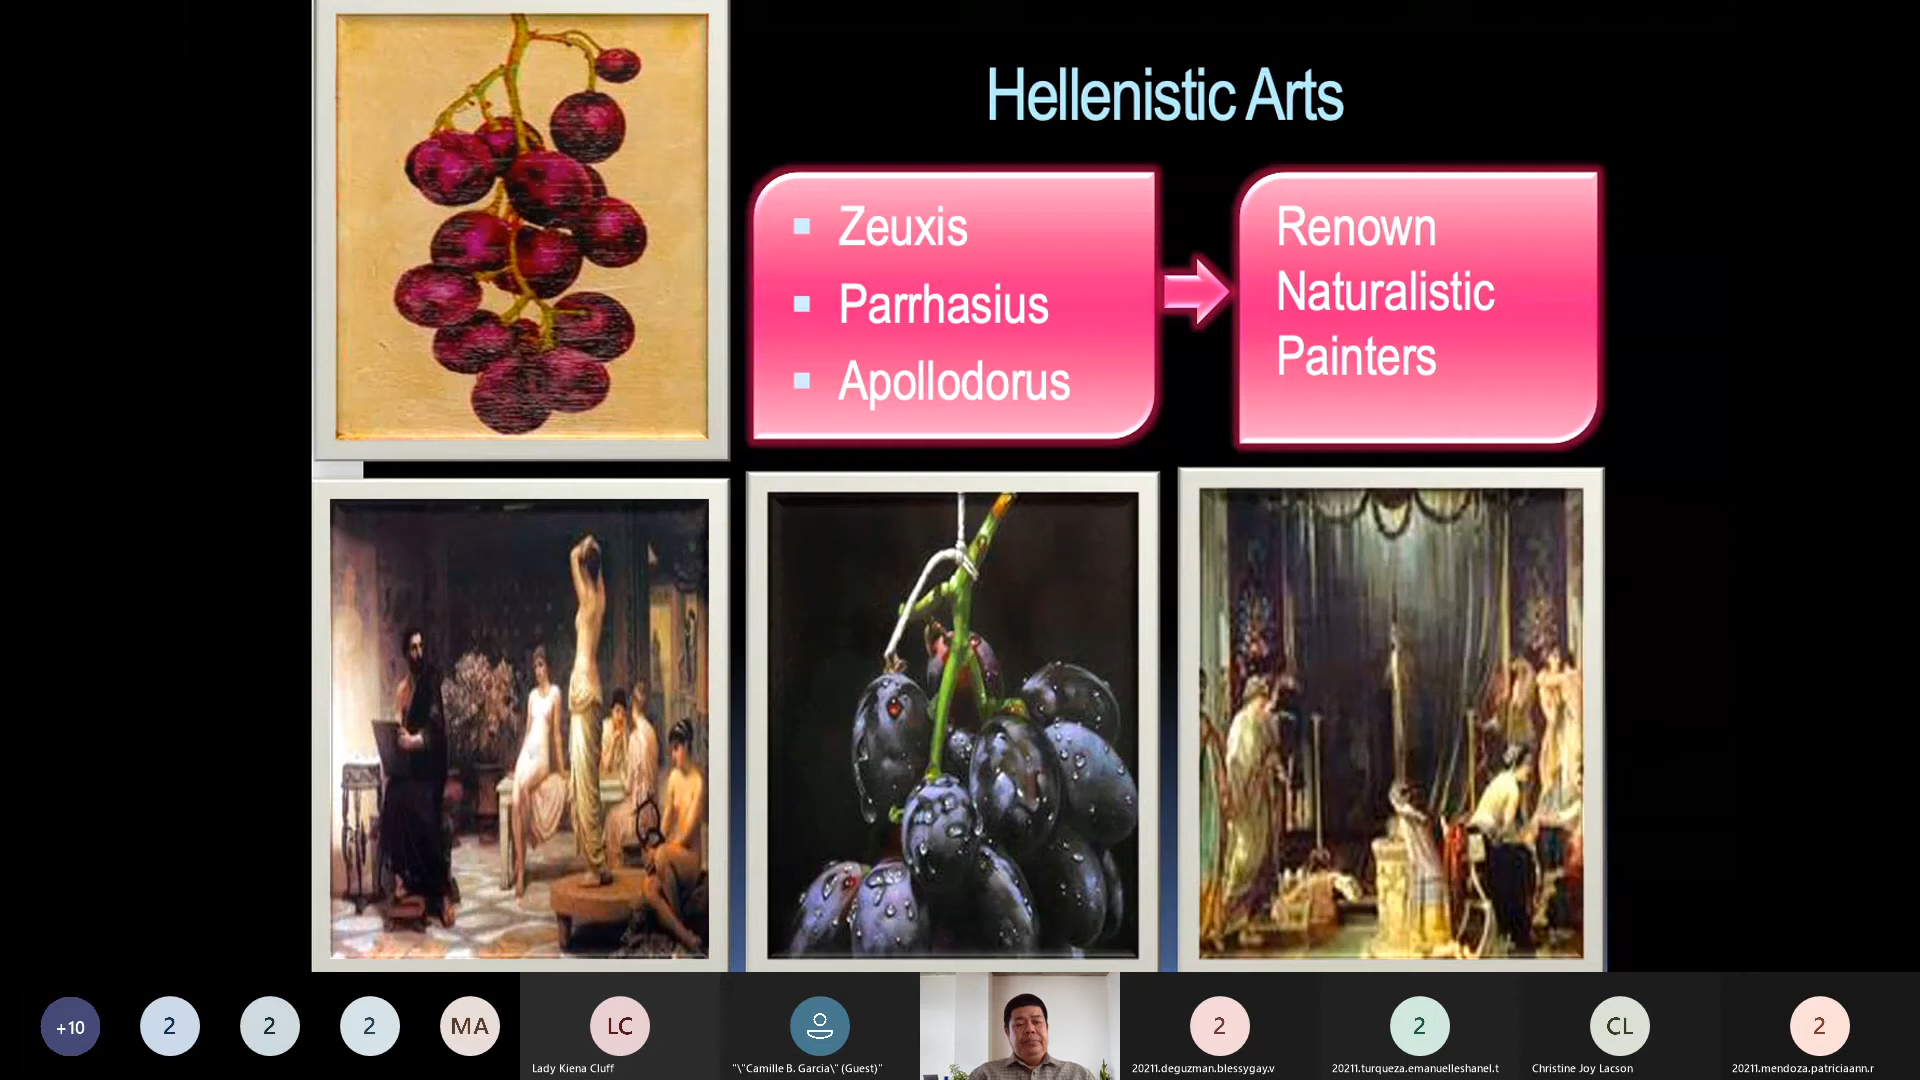 Hellenistic Arts
Zeuxis
Parrhasius
Apollodorus
Renown
Naturalistic
Painters
+10
2
2
2
MA
LC
Lady Kiena Cluff
"\"Camille B. Garcia\" (Guest)"
2
20211.deguzman.blessygay.v
2
20211.turqueza.emanuelleshanel.t
CL
Christine Joy Lacson
2
20211.mendoza.patriciaann.r